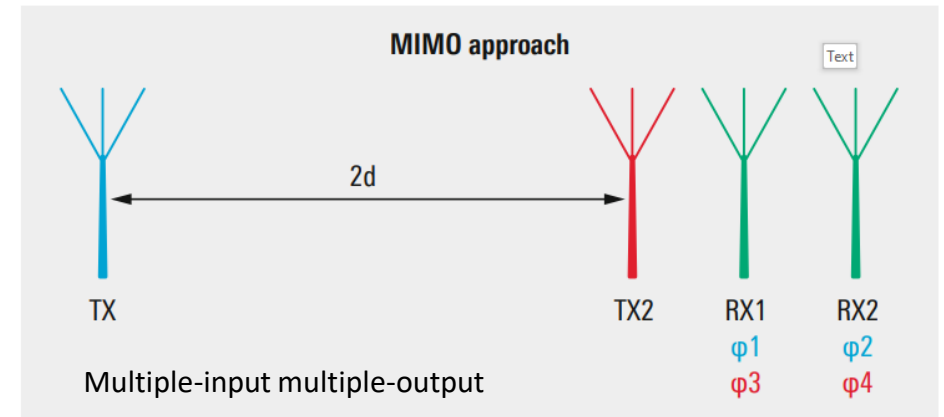 MIMO approach
Text
2d
TX
TX2
RX1
RX2
φ1
φ2
φ3
φ4
Multiple-input multiple-output